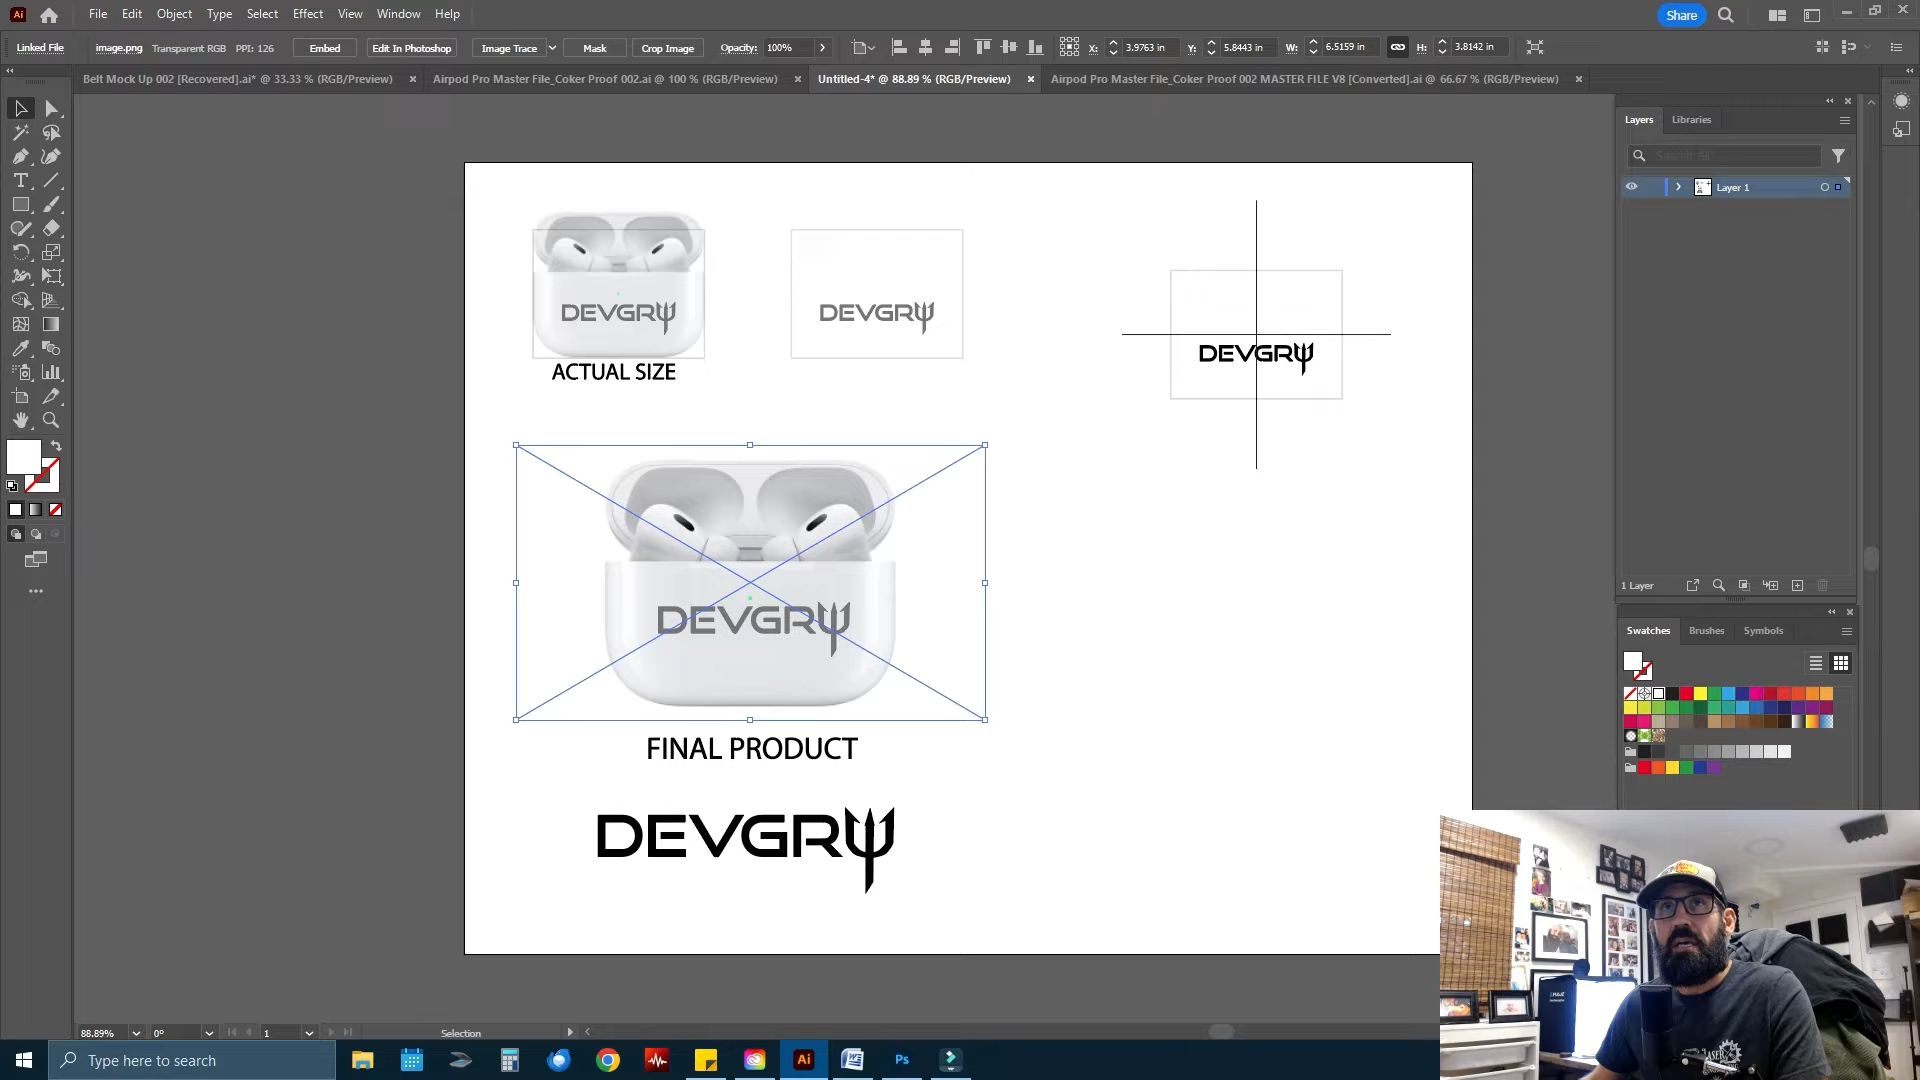 File Edit Object Type Select Effect View Window Help
Share
Linked File image.png Transparent RGB PPI: 126 Embed Edit In Photoshop Image Trace Mask Crop Image Opacity: 100% X: 3.9763 in Y: 5.8443 in W: 6.5159 in H: 3.8142 in
Belt Mock Up 002 [Recovered].ai* @ 33.33 % (RGB/Preview) × Airpod Pro Master File_Coker Proof 002.ai @ 100 % (RGB/Preview) × Untitled-4* @ 88.89 % (RGB/Preview) × Airpod Pro Master File_Coker Proof 002 MASTER FILE V8 [Converted].ai @ 66.67 % (RGB/Preview) ×
Layers Libraries
Search All
Layer 1
DEVGRU
ACTUAL SIZE
DEVGRU
DEVGRU
DEVGRU
FINAL PRODUCT
DEVGRU
1 Layer
Swatches Brushes Symbols
88.89% 0° 1 Selection
Type here to search
Ai
Ps